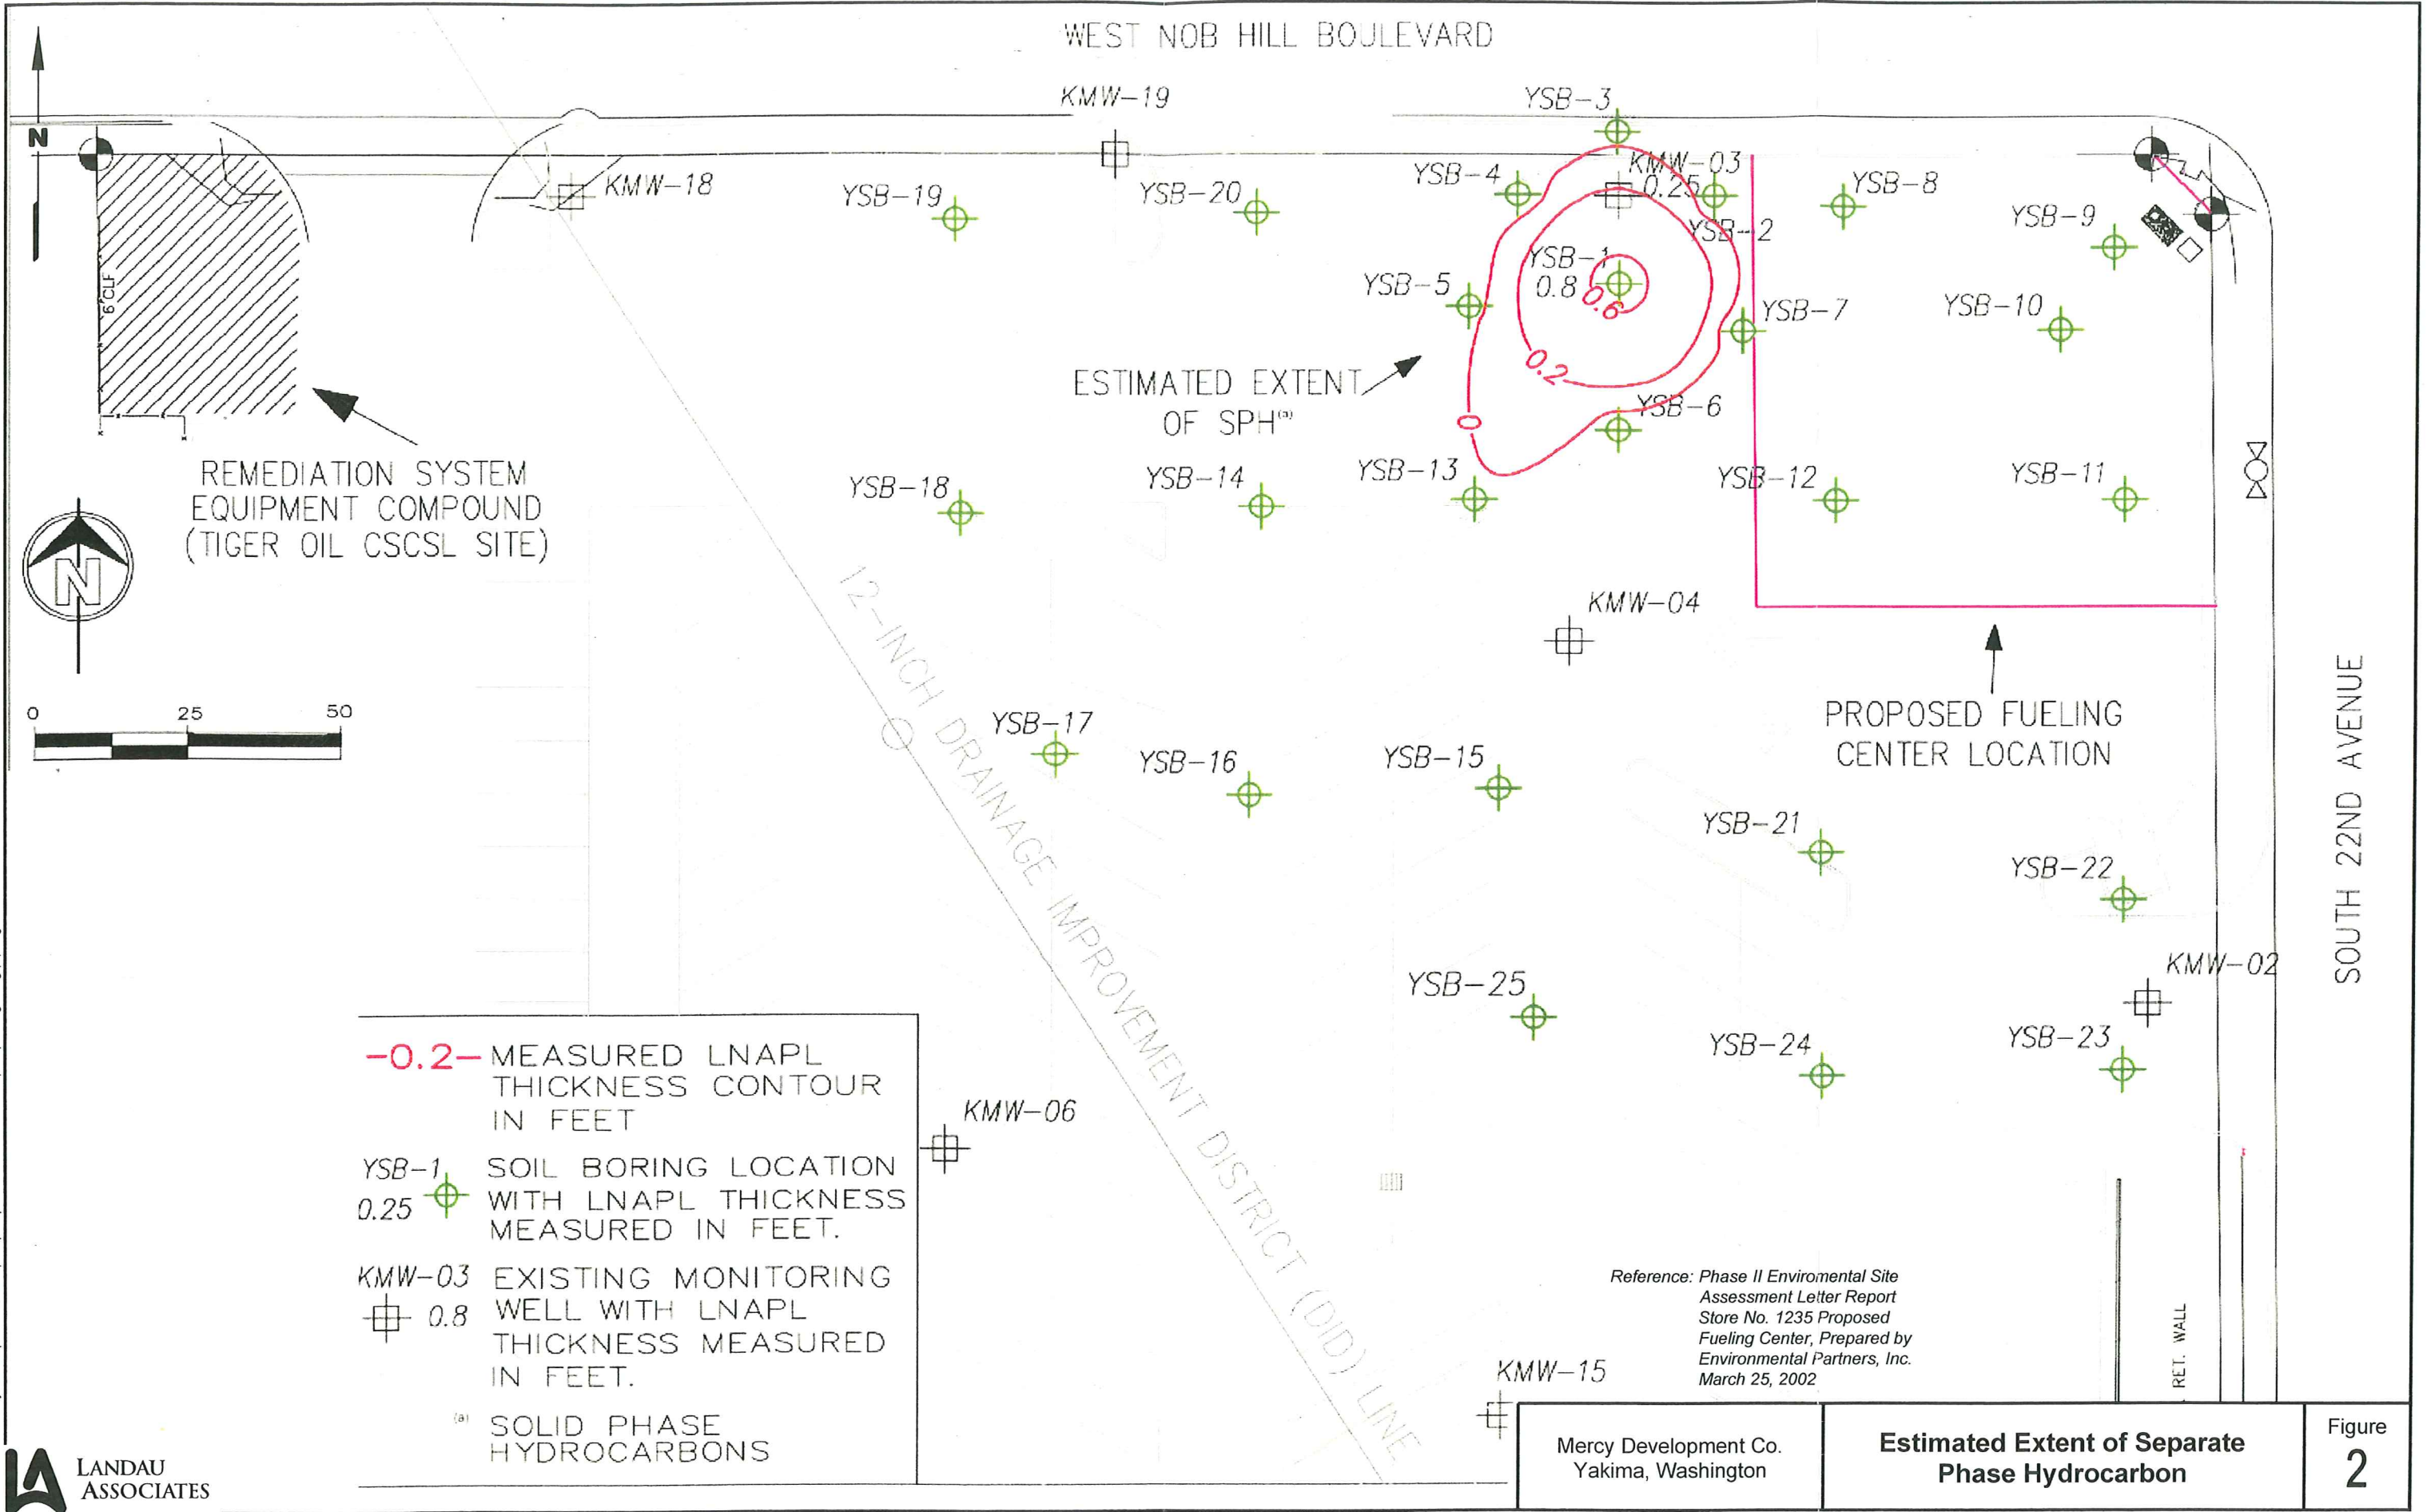 WEST NOB HILL BOULEVARD
N
KMW-19
YSB-3
KMW-18
YSB-19
YSB-20
YSB-4
KMW-03
0.25
YSB-2
YSB-8
YSB-9
6'CLF
YSB-1
0.8
0.6
YSB-5
YSB-7
YSB-10
0.2
ESTIMATED EXTENT
OF SPH(a)
0
YSB-6
REMEDIATION SYSTEM
EQUIPMENT COMPOUND
(TIGER OIL CSCSL SITE)
YSB-18
YSB-14
YSB-13
YSB-12
YSB-11
N
12-INCH DRAINAGE IMPROVEMENT DISTRICT (DID) LINE
KMW-04
0 25 50
PROPOSED FUELING
CENTER LOCATION
SOUTH 22ND AVENUE
YSB-17
YSB-16
YSB-15
YSB-21
YSB-22
KMW-02
YSB-25
YSB-24
YSB-23
KMW-06
-0.2- MEASURED LNAPL
THICKNESS CONTOUR
IN FEET
YSB-1 SOIL BORING LOCATION
0.25 WITH LNAPL THICKNESS
MEASURED IN FEET.
KMW-03 EXISTING MONITORING
0.8 WELL WITH LNAPL
THICKNESS MEASURED
IN FEET.
(a) SOLID PHASE
HYDROCARBONS
Reference: Phase II Enviromental Site
Assessment Letter Report
Store No. 1235 Proposed
Fueling Center, Prepared by
Environmental Partners, Inc.
March 25, 2002
RET. WALL
KMW-15
LA
LANDAU
ASSOCIATES
Mercy Development Co.
Yakima, Washington
Estimated Extent of Separate
Phase Hydrocarbon
Figure
2